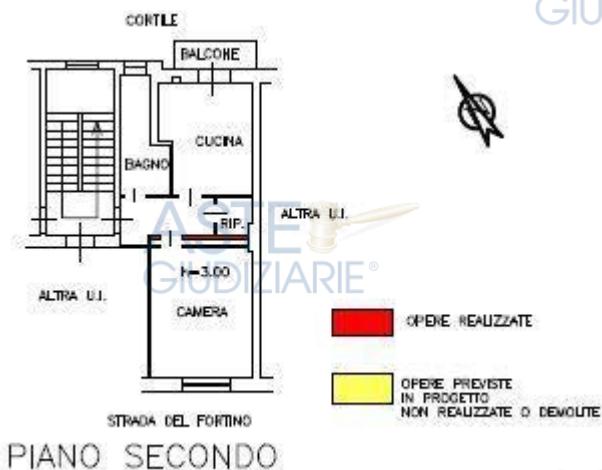 GIU
CORTILE
BALCONE
CUCINA
BAGNO
RIP.
ALTRA U.I.
ASTE
GIUDIZIARIE®
H=3.00
ALTRA U.I.
CAMERA
OPERE REALIZZATE
OPERE PREVISTE
IN PROGETTO
NON REALIZZATE O DEMOLITE
STRADA DEL FORTINO
PIANO SECONDO